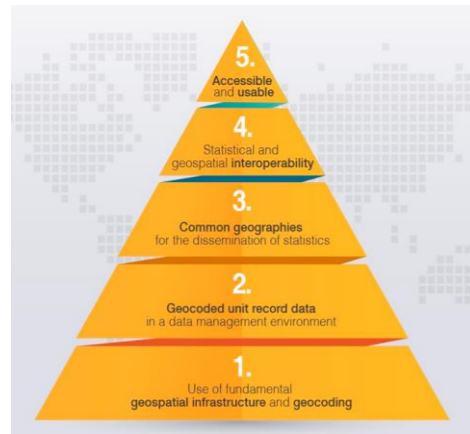 5.
Accessible
and usable
4.
Statistical and
geospatial interoperability
3.
Common geographies
for the dissemination of statistics
2.
Geocoded unit record data
in a data management environment
1.
Use of fundamental
geospatial infrastructure and geocoding